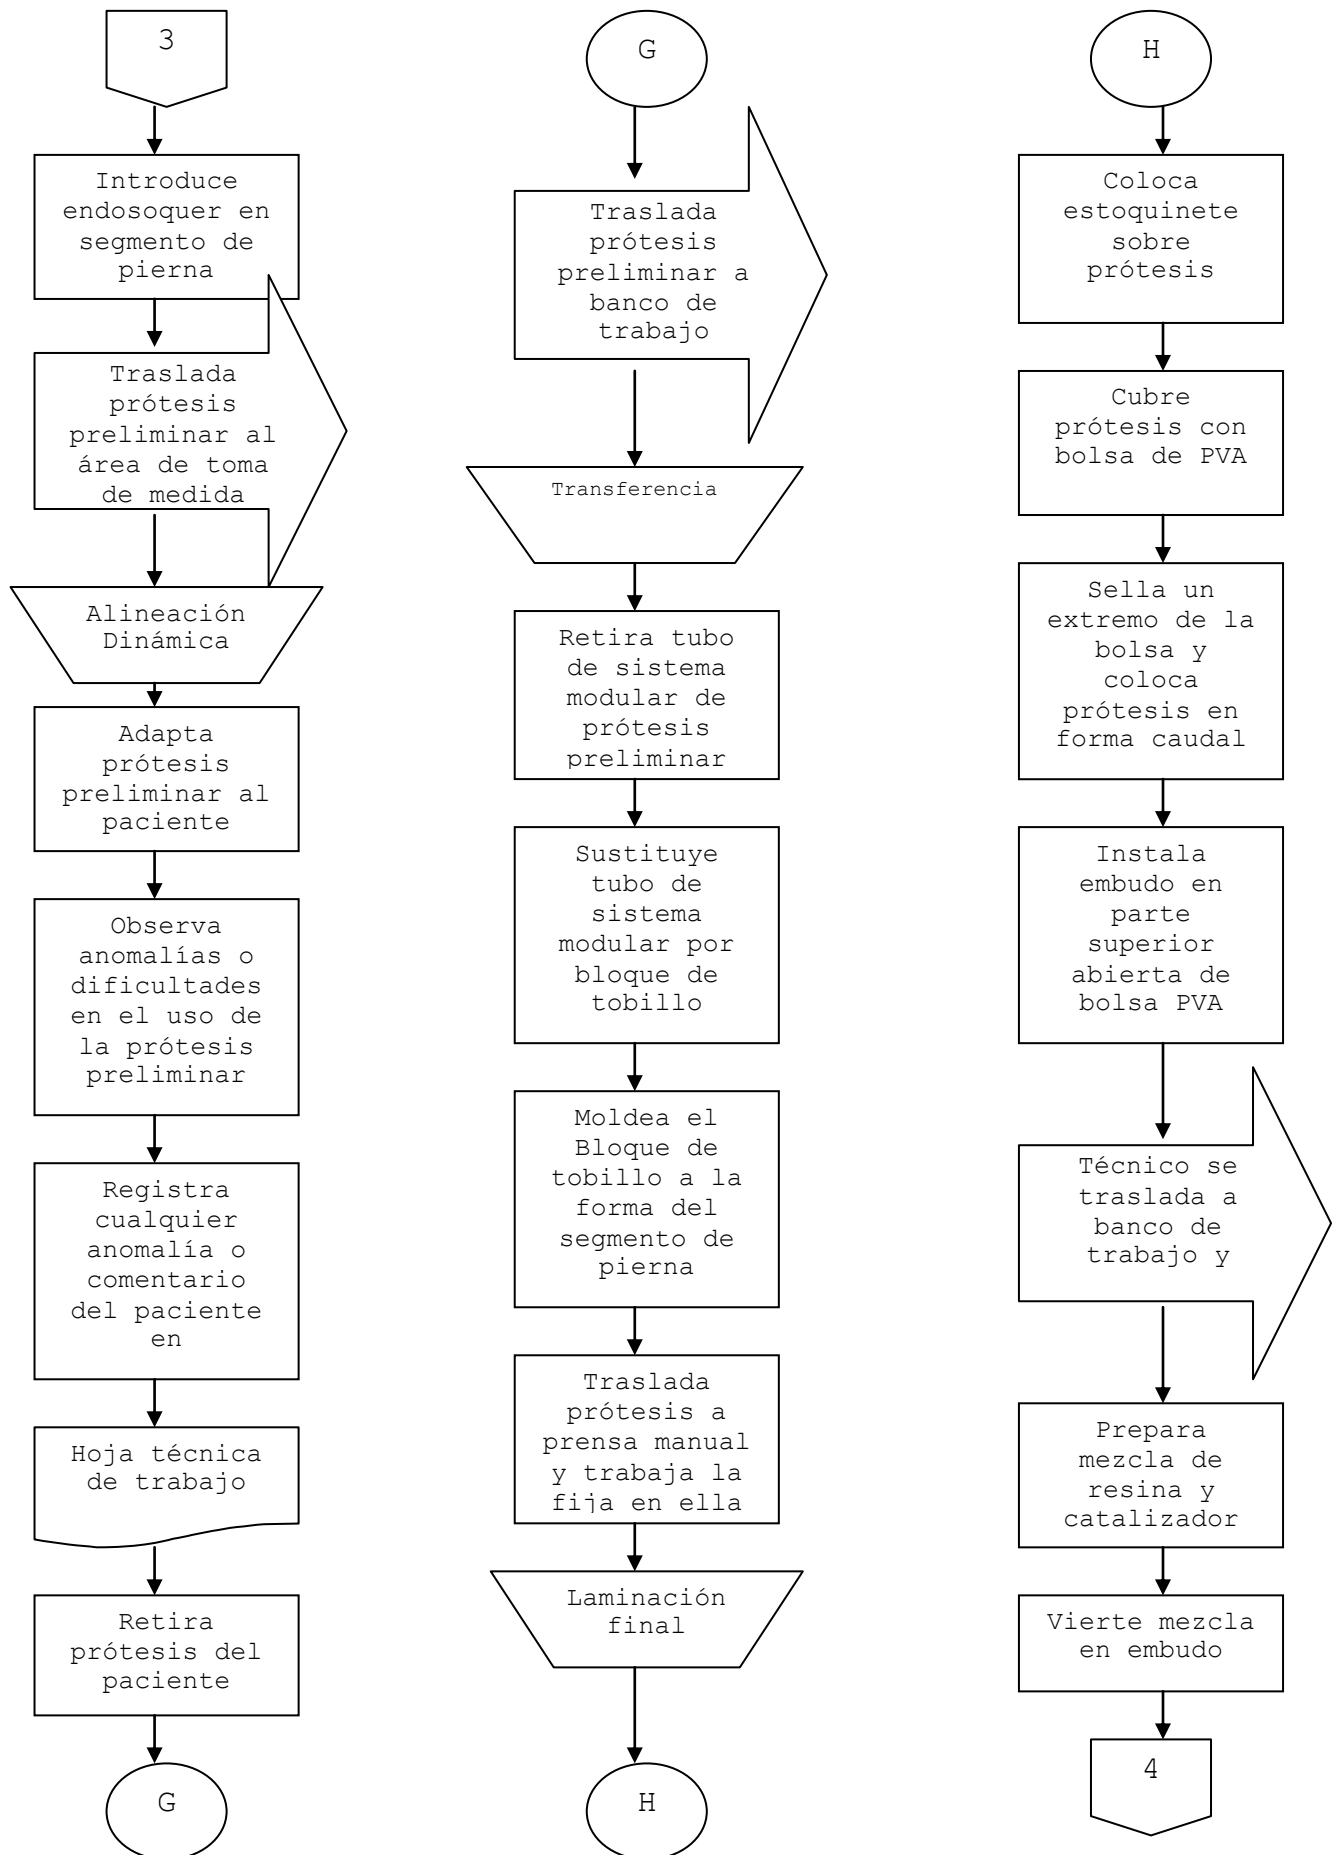 3
Introduce
endosoquer en
segmento de
pierna
Traslada
prótesis
preliminar al
área de toma
de medida
Alineación
Dinámica
Adapta
prótesis
preliminar al
paciente
Observa
anomalías o
dificultades
en el uso de
la prótesis
preliminar
Registra
cualquier
anomalía o
comentario
del paciente
en
Hoja técnica
de trabajo
Retira
prótesis del
paciente
G
G
Traslada
prótesis
preliminar a
banco de
trabajo
Transferencia
Retira tubo
de sistema
modular de
prótesis
preliminar
Sustituye
tubo de
sistema
modular por
bloque de
tobillo
Moldea el
Bloque de
tobillo a la
forma del
segmento de
pierna
Traslada
prótesis a
prensa manual
y trabaja la
fija en ella
Laminación
final
H
H
Coloca
estoquinete
sobre
prótesis
Cubre
prótesis con
bolsa de PVA
Sella un
extremo de la
bolsa y
coloca
prótesis en
forma caudal
Instala
embudo en
parte
superior
abierta de
bolsa PVA
Técnico se
traslada a
banco de
trabajo y
Prepara
mezcla de
resina y
catalizador
Vierte mezcla
en embudo
4